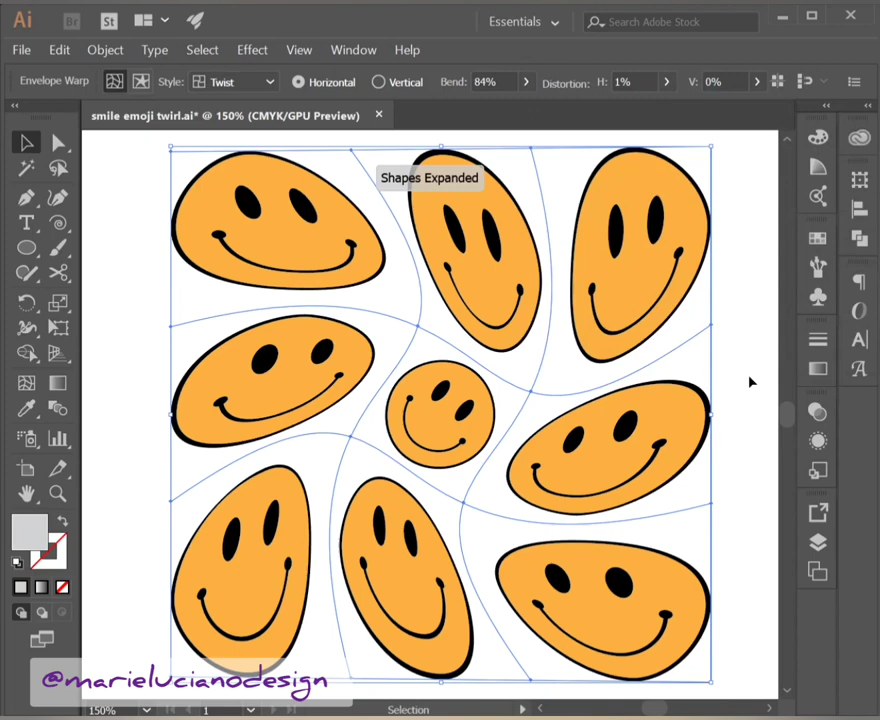 Ai Br St Essentials Search Adobe Stock
File Edit Object Type Select Effect View Window Help
Envelope Warp Style: Twist Horizontal Vertical Bend: 84% Distortion: H: 1% V: 0%
smile emoji twirl.ai* @ 150% (CMYK/GPU Preview)
Shapes Expanded
@marielucianodesign
150% 1 Selection